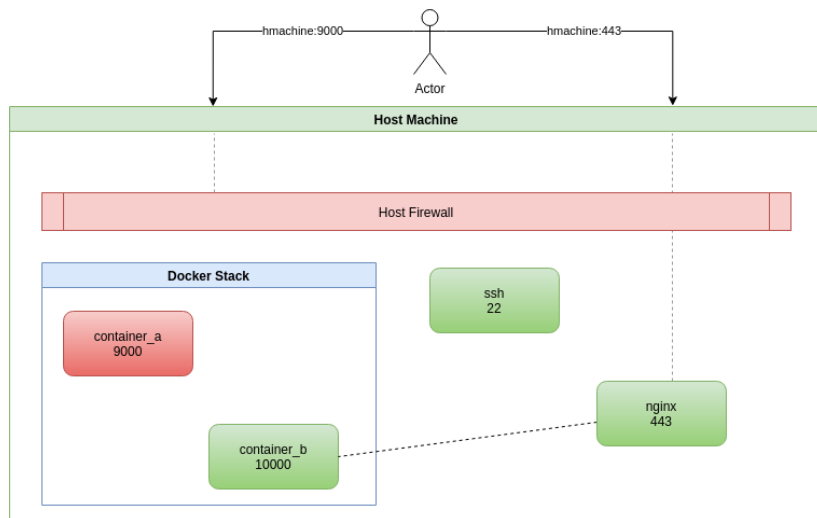 hmachine:9000
hmachine:443
Actor
Host Machine
Host Firewall
Docker Stack
container_a
9000
ssh
22
nginx
443
container_b
10000